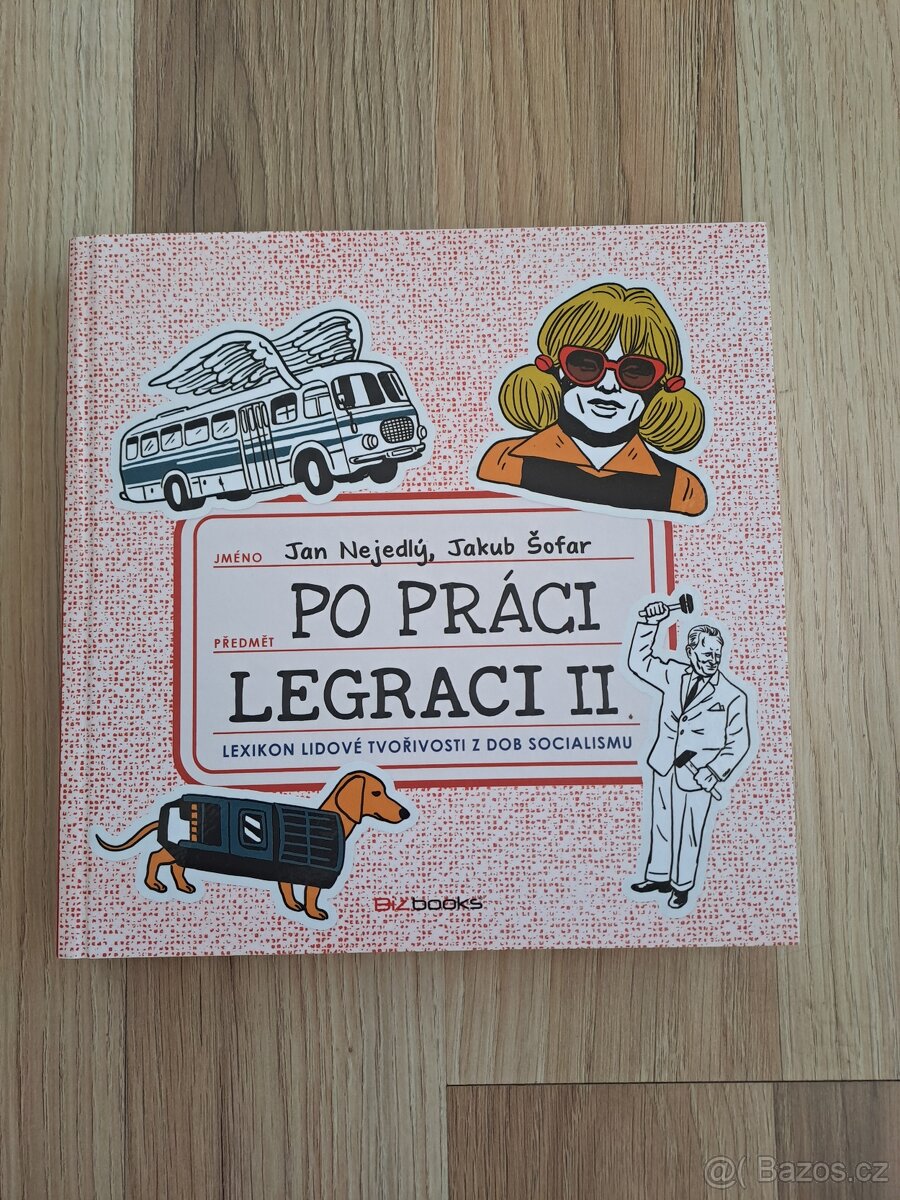 JMÉNO Jan Nejedlý, Jakub Šofar
PŘEDMĚT PO PRÁCI
LEGRACI II.
LEXIKON LIDOVÉ TVOŘIVOSTI Z DOB SOCIALISMU
BIZbooks
@( Bazos.cz